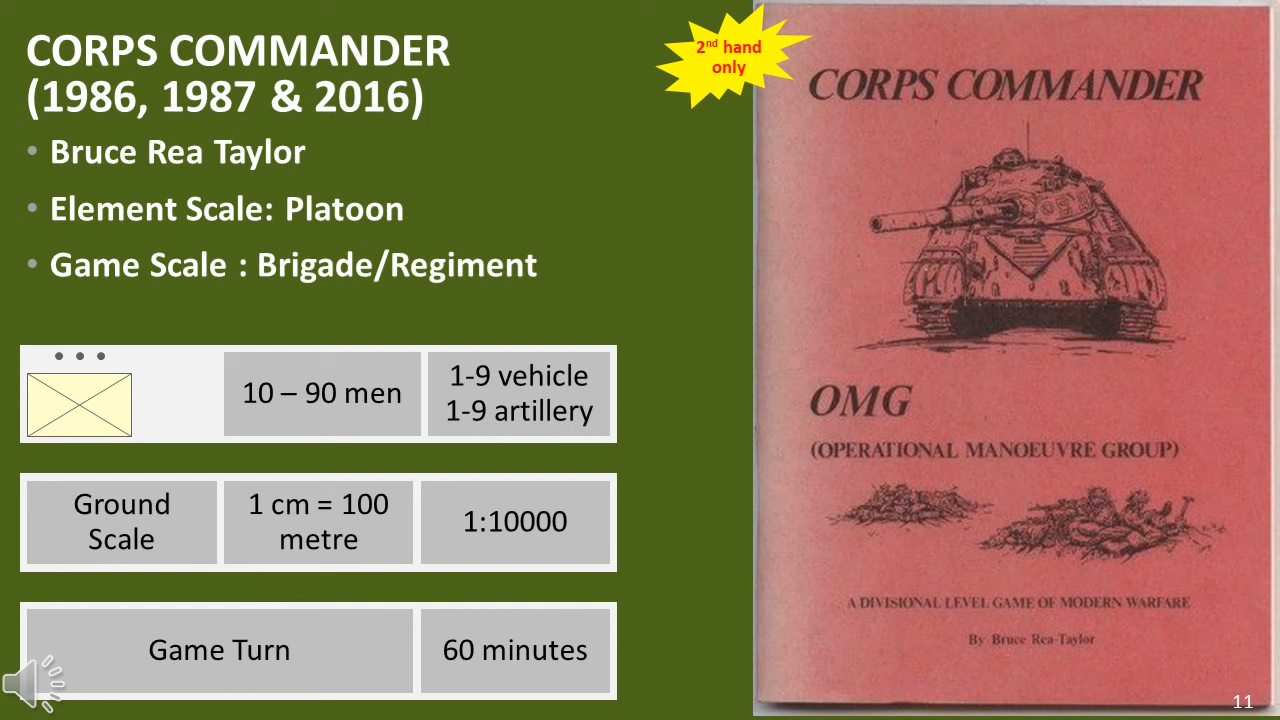 CORPS COMMANDER
(1986, 1987 & 2016)
• Bruce Rea Taylor
• Element Scale: Platoon
• Game Scale : Brigade/Regiment
10 – 90 men
1-9 vehicle
1-9 artillery
Ground
Scale
1 cm = 100
metre
1:10000
Game Turn
60 minutes
2nd hand
only
CORPS COMMANDER
OMG
(OPERATIONAL MANOEUVRE GROUP)
A DIVISIONAL LEVEL GAME OF MODERN WARFARE
By Bruce Rea-Taylor
11